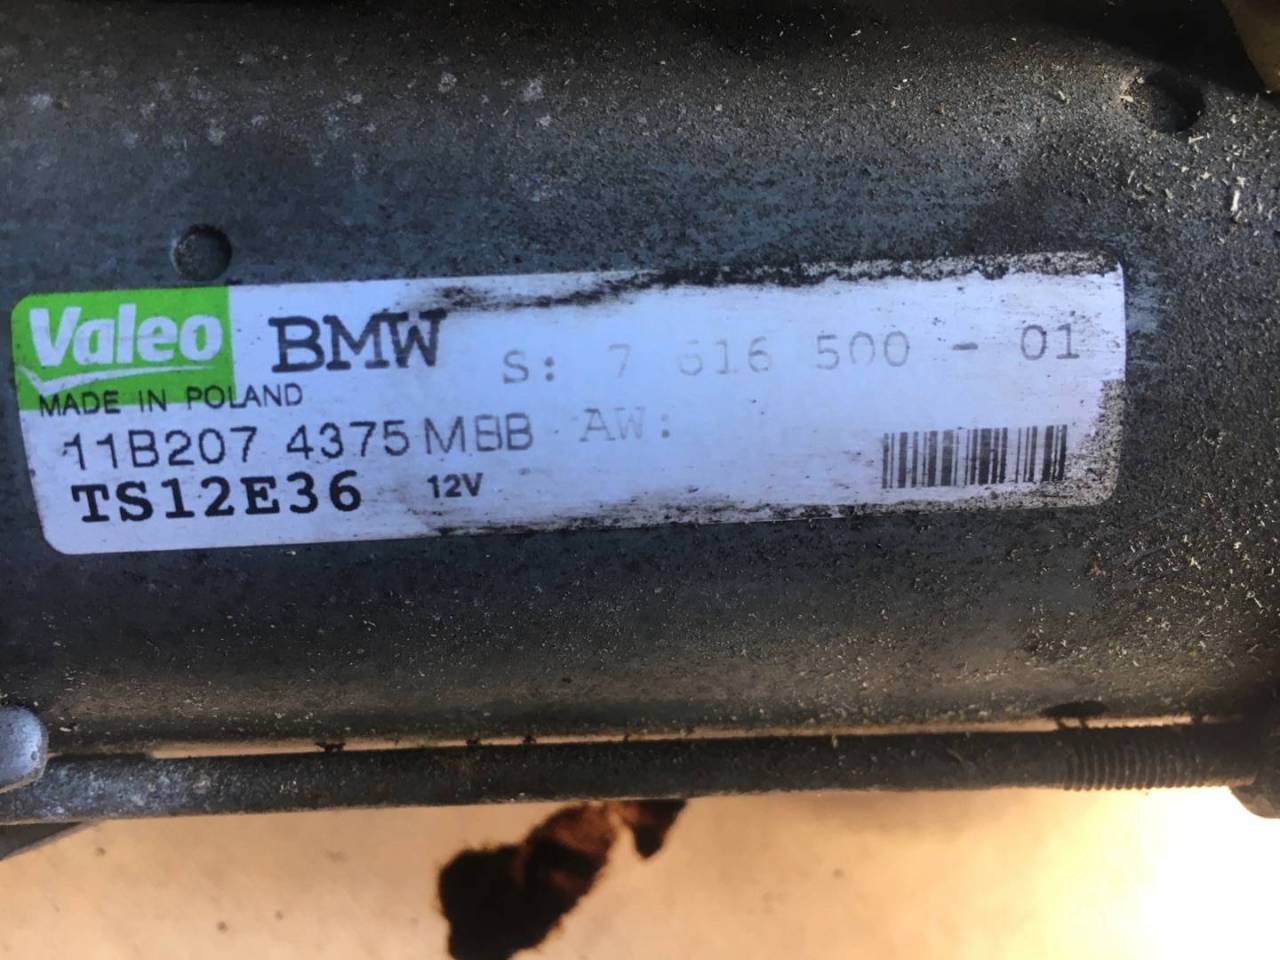 Valeo BMW S: 7 616 500 - 01
MADE IN POLAND
11B207 4375 MBB AW:
TS12E36 12V